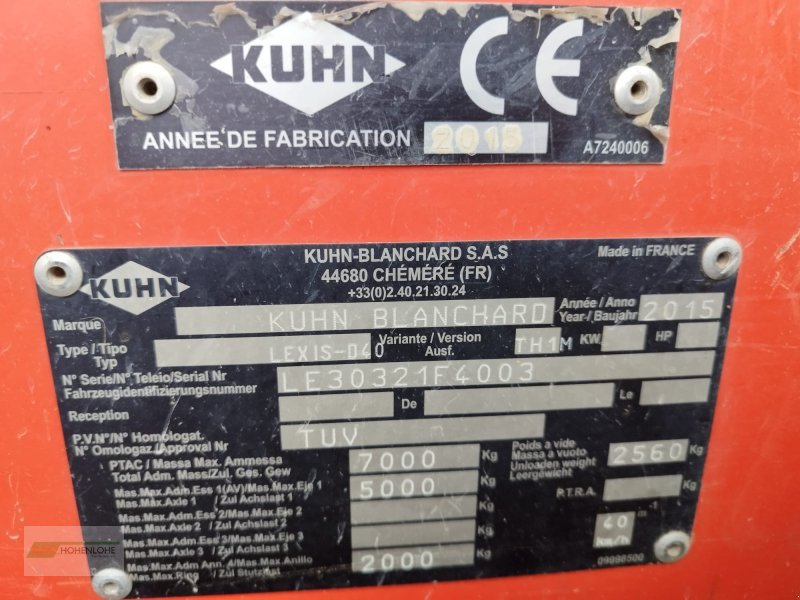 KUHN CE
ANNEE DE FABRICATION 2015 A7240006
KUHN
KUHN-BLANCHARD S.A.S
44680 CHÉMÉRÉ (FR)
+33(0)2.40.21.30.24
Made in FRANCE
Marque KUHN BLANCHARD Année / Anno
Year-/ Baujahr 2015
Type / Tipo
Typ LEXIS-D40 Variante / Version
Ausf. TH1M KW HP
N° Serie/N° Teleio/Serial Nr
Fahrzeugidentifizierungsnummer LE30321F4003
Reception De Le
P.V.N°/N° Homologat.
N° Omologaz/Approval Nr TUV
PTAC / Massa Max. Ammessa
Total Adm. Mass/Zul. Ges. Gew 7000 Kg
Poids a vide
Massa a vuoto
Unloaden weight
Leergewicht 2560 Kg
Mas.Max.Adm.Ess 1(AV)/Mas.Max.Eje 1
Mas.Max.Axle 1 / Zul Achslast 1 5000 Kg
P.T.R.A. Kg
Mas.Max.Adm.Ess 2/Mas.Max.Eje 2
Mas.Max.Axle 2 / Zul Achslast 2 Kg
Mas.Max.Adm.Ess 3/Mas.Max.Eje 3
Mas.Max.Axle 3 / Zul Achslast 3 Kg
40 km/h m-1
Mas.Max.Adm Ann .4/Mas.Max Anillo
Mas.Max.Ring / Zul Stutzlast 2000 Kg
09998500
HOHENLOHE